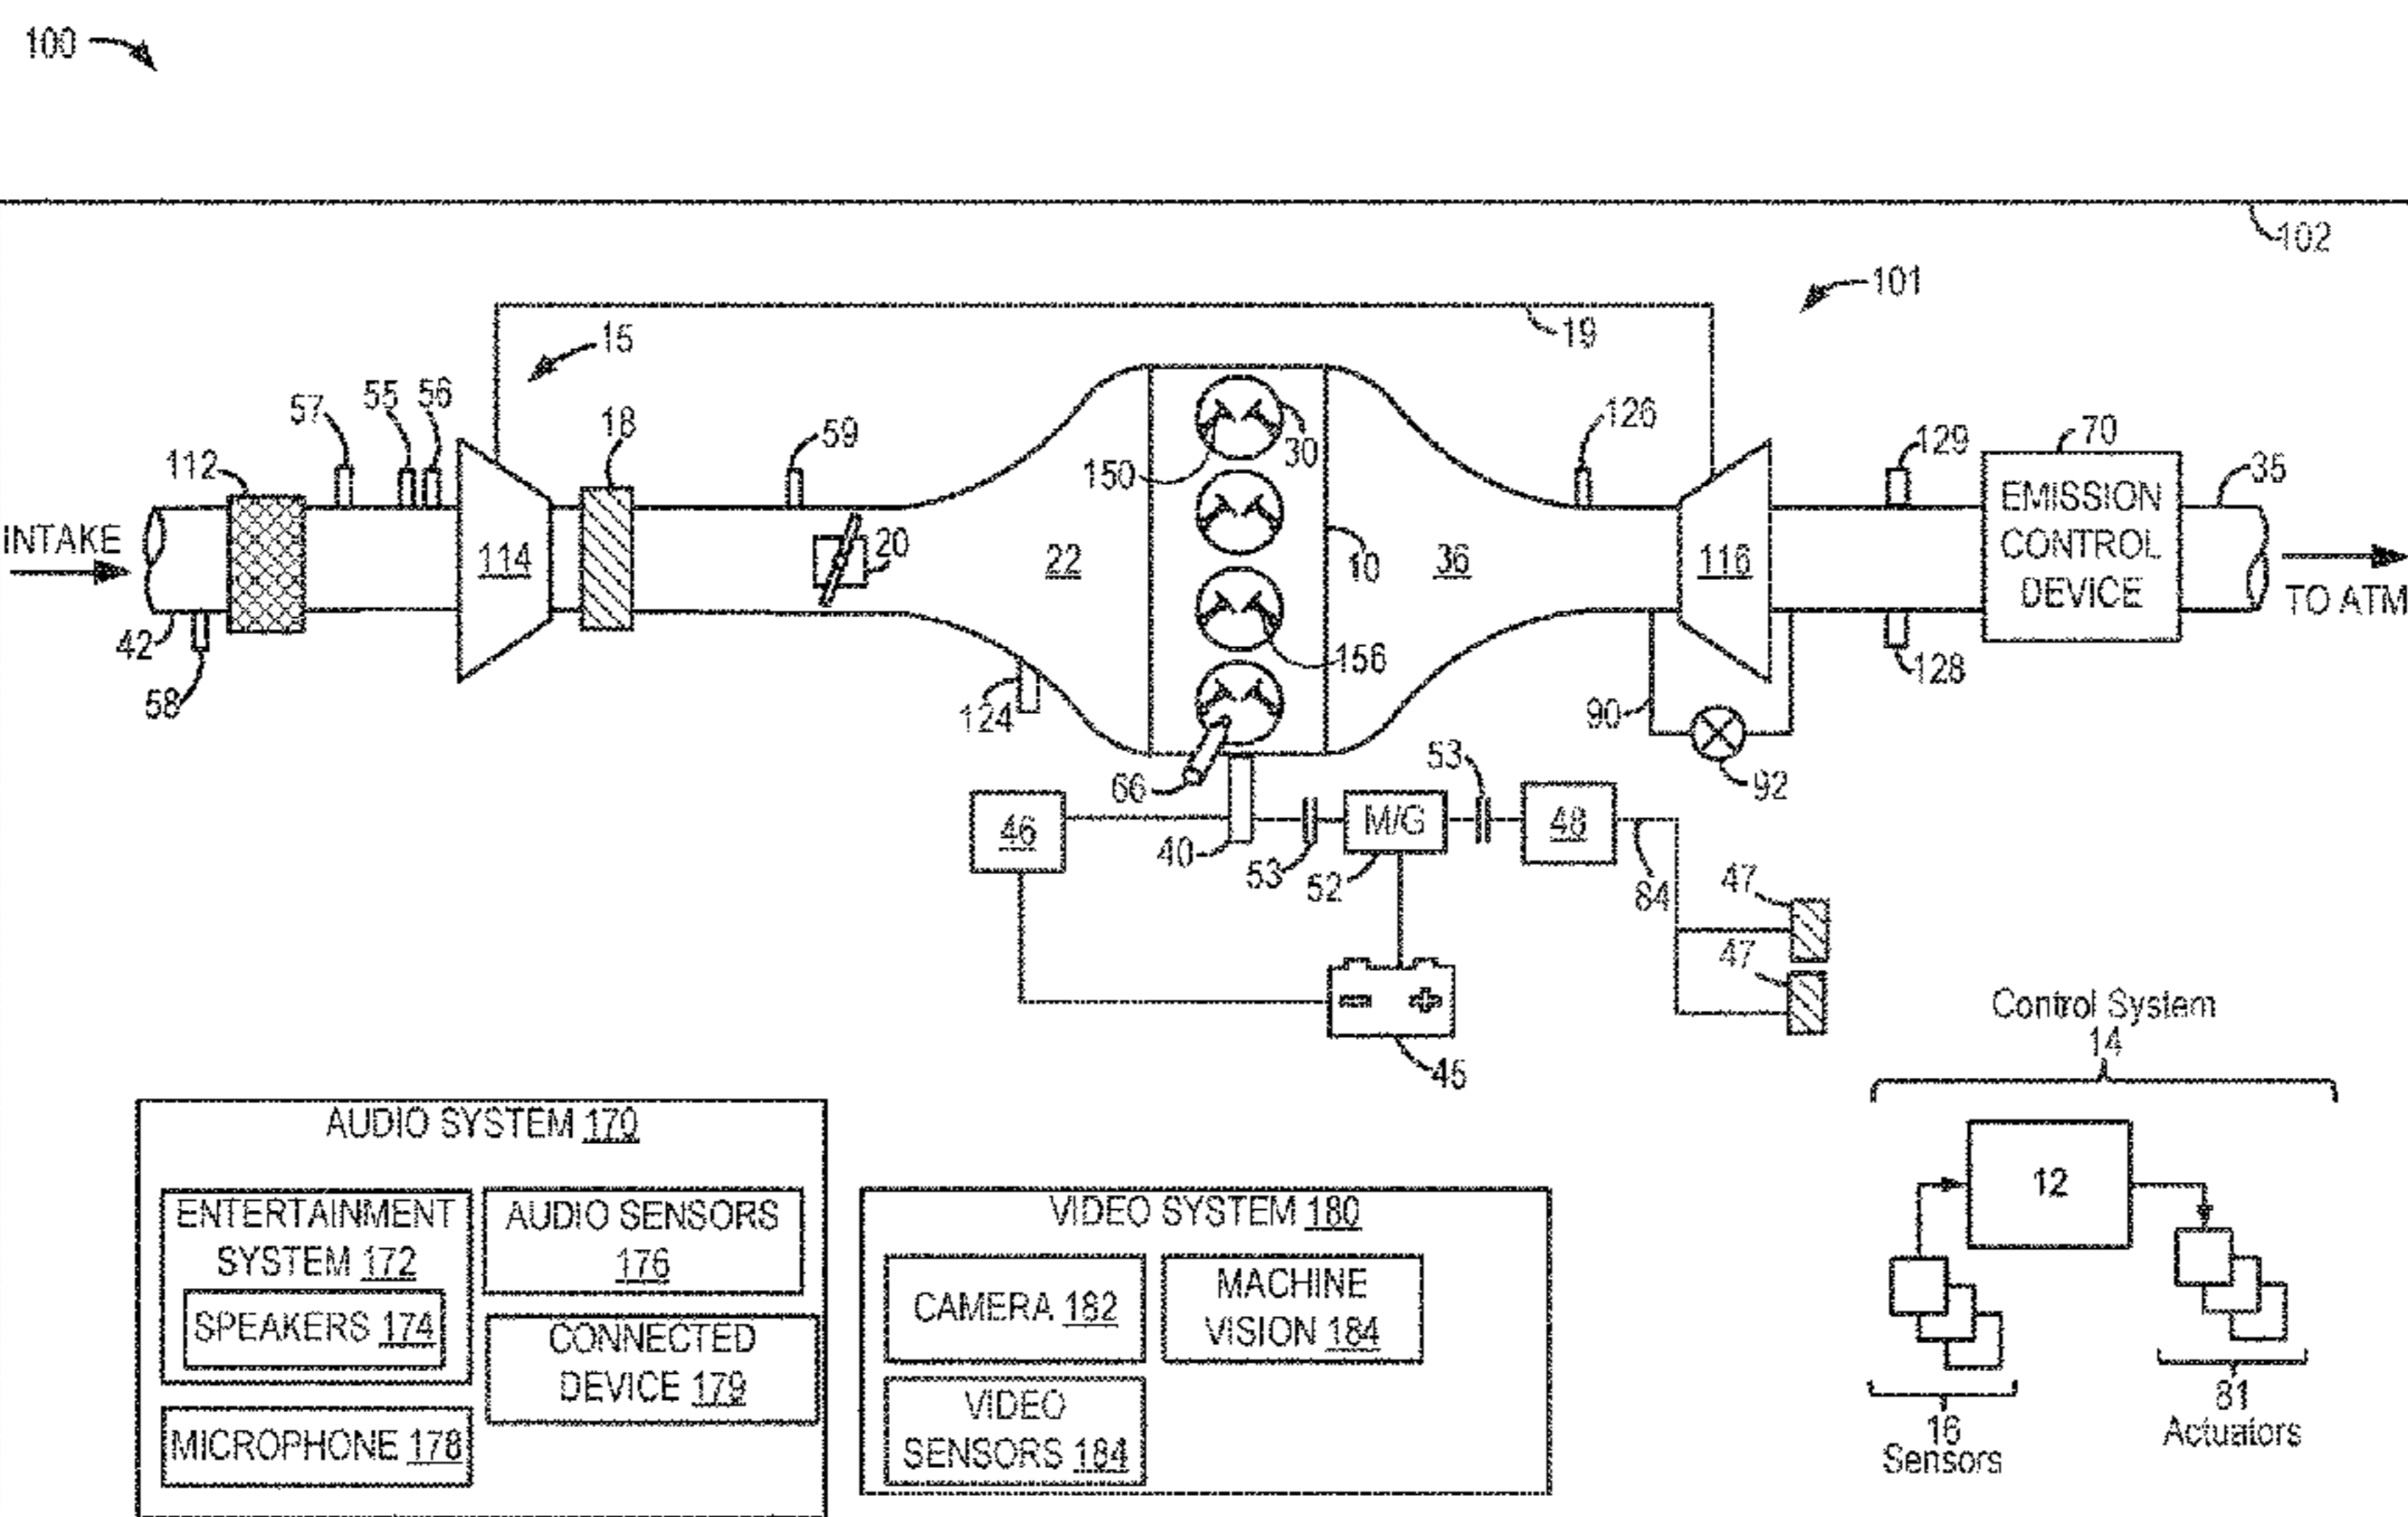 100
102
101
19
15
57
55
56
18
59
112
150
30
126
129
70
35
INTAKE
114
20
22
10
36
116
EMISSION
CONTROL
DEVICE
TO ATM
42
58
124
156
128
90
66
53
92
46
40
M/G
48
53
52
84
47
47
45
Control System
14
12
16
Sensors
81
Actuators
AUDIO SYSTEM 170
ENTERTAINMENT
SYSTEM 172
SPEAKERS 174
AUDIO SENSORS
176
CONNECTED
DEVICE 179
MICROPHONE 178
VIDEO SYSTEM 180
CAMERA 182
MACHINE
VISION 184
VIDEO
SENSORS 184